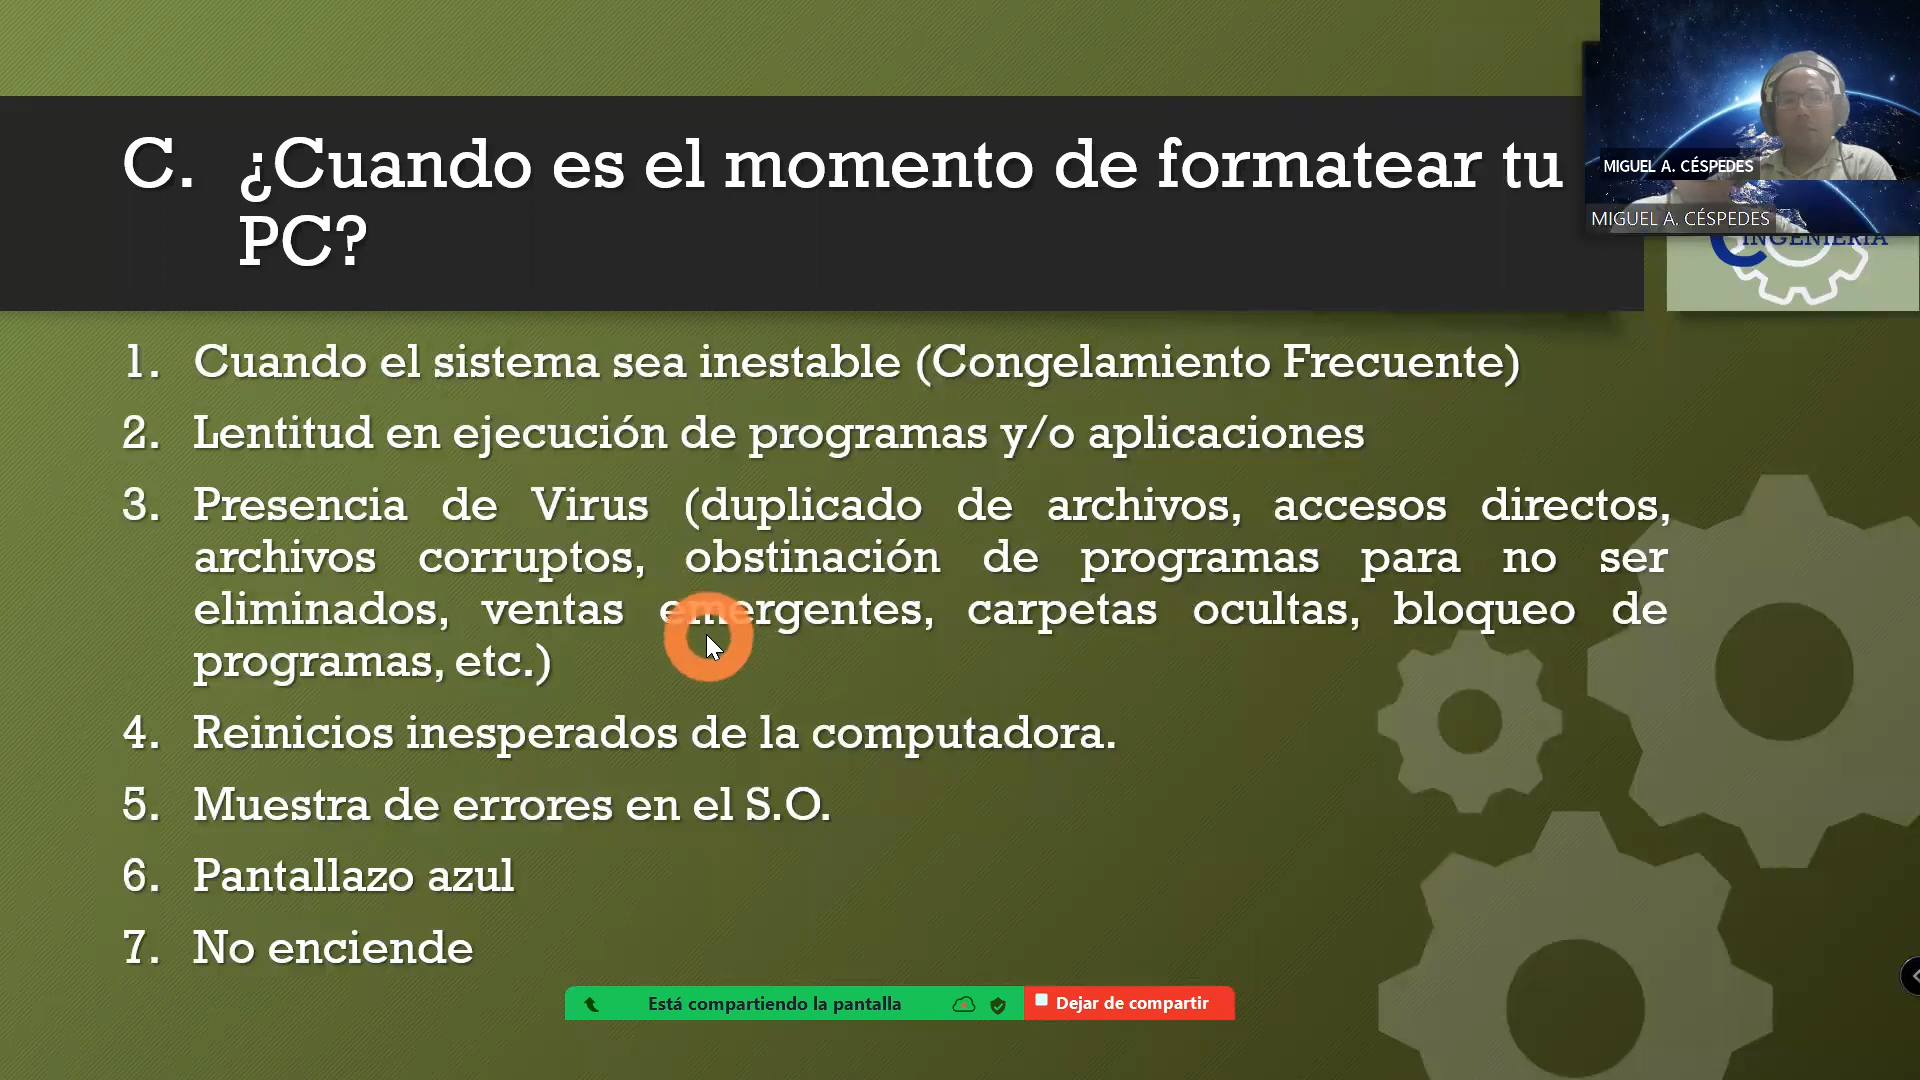 C. ¿Cuando es el momento de formatear tu
PC?
MIGUEL A. CÉSPEDES
MIGUEL A. CÉSPEDES
INGENIERIA
1. Cuando el sistema sea inestable (Congelamiento Frecuente)
2. Lentitud en ejecución de programas y/o aplicaciones
3. Presencia de Virus (duplicado de archivos, accesos directos,
archivos corruptos, obstinación de programas para no ser
eliminados, ventas emergentes, carpetas ocultas, bloqueo de
programas, etc.)
4. Reinicios inesperados de la computadora.
5. Muestra de errores en el S.O.
6. Pantallazo azul
7. No enciende
Está compartiendo la pantalla
Dejar de compartir